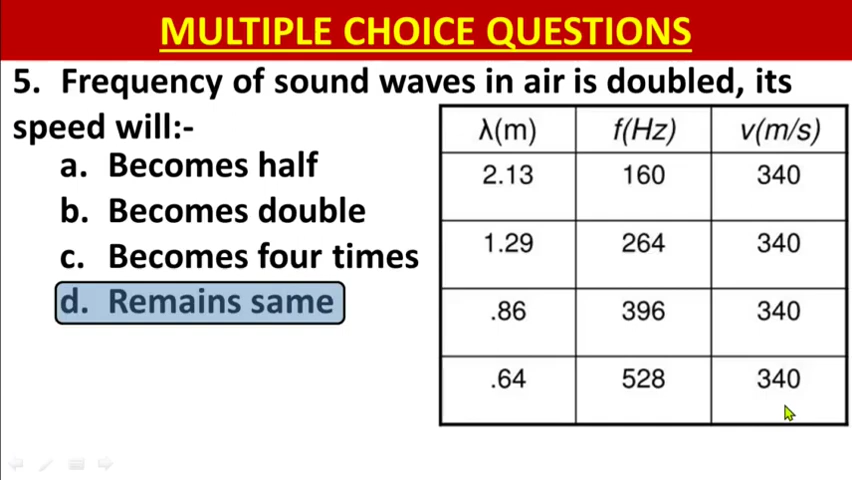 MULTIPLE CHOICE QUESTIONS
5. Frequency of sound waves in air is doubled, its
speed will:-
a. Becomes half
b. Becomes double
c. Becomes four times
d. Remains same
λ(m) f(Hz) v(m/s)
2.13 160 340
1.29 264 340
.86 396 340
.64 528 340